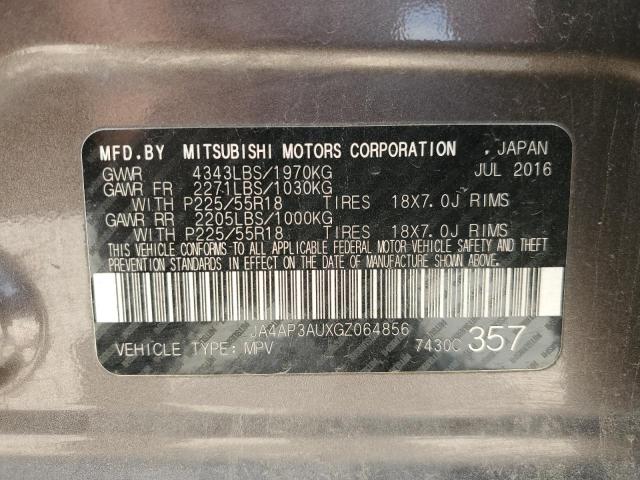 MFD.BY MITSUBISHI MOTORS CORPORATION , JAPAN
GVWR 4343LBS/1970KG JUL 2016
GAWR FR 2271LBS/1030KG
WITH P225/55R18 TIRES 18X7.0J RIMS
GAWR RR 2205LBS/1000KG
WITH P225/55R18 TIRES 18X7.0J RIMS
THIS VEHICLE CONFORMS TO ALL APPLICABLE FEDERAL MOTOR VEHICLE SAFETY AND THEFT
PREVENTION STANDARDS IN EFFECT ON THE DATE OF MANUFACTURE SHOWN ABOVE.
JA4AP3AUXGZ064856
VEHICLE TYPE: MPV 7430C 357